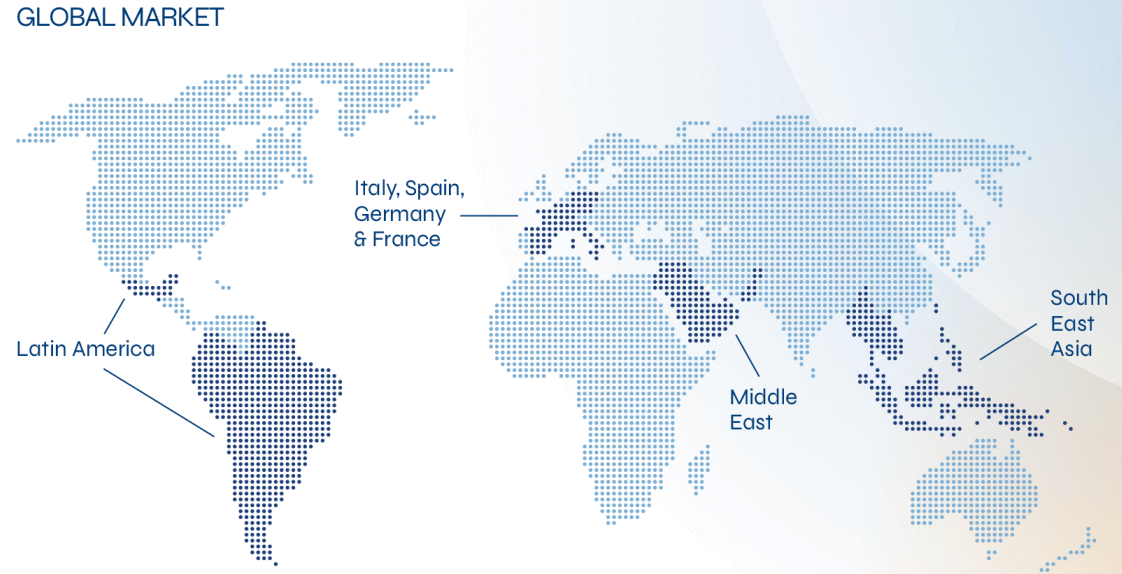 GLOBAL MARKET
Italy, Spain,
Germany
& France
Latin America
Middle
East
South
East
Asia